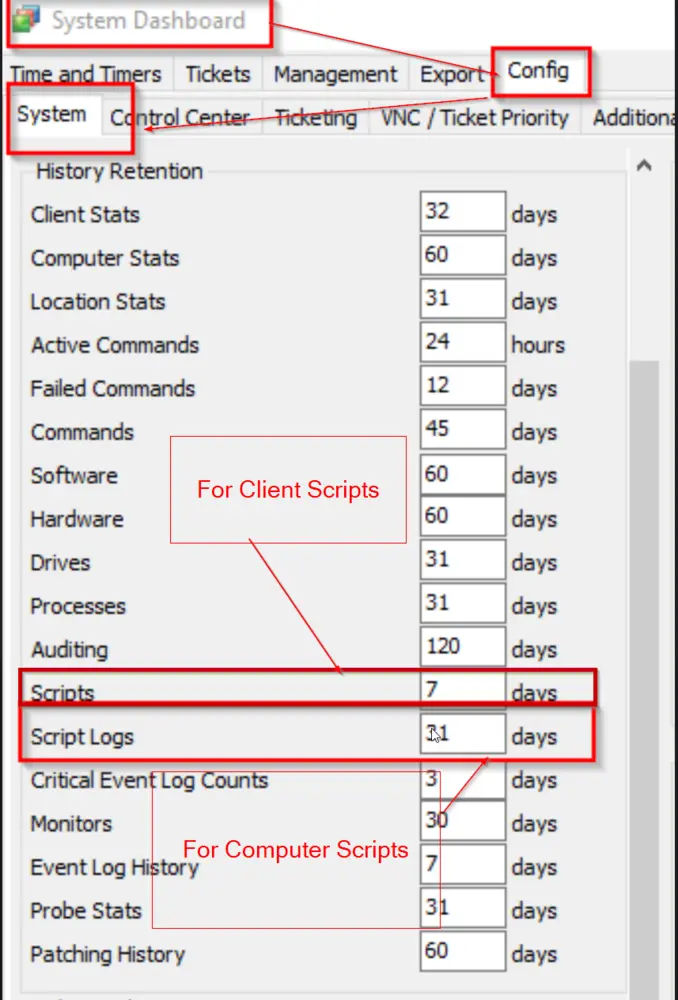 System Dashboard
Time and Timers Tickets Management Export Config
System Control Center Ticketing VNC / Ticket Priority Additiona
History Retention
Client Stats 32 days
Computer Stats 60 days
Location Stats 31 days
Active Commands 24 hours
Failed Commands 12 days
Commands 45 days
Software 60 days
For Client Scripts
Hardware 60 days
Drives 31 days
Processes 31 days
Auditing 120 days
Scripts 7 days
Script Logs 31 days
Critical Event Log Counts 3 days
Monitors 30 days
For Computer Scripts
Event Log History 7 days
Probe Stats 31 days
Patching History 60 days